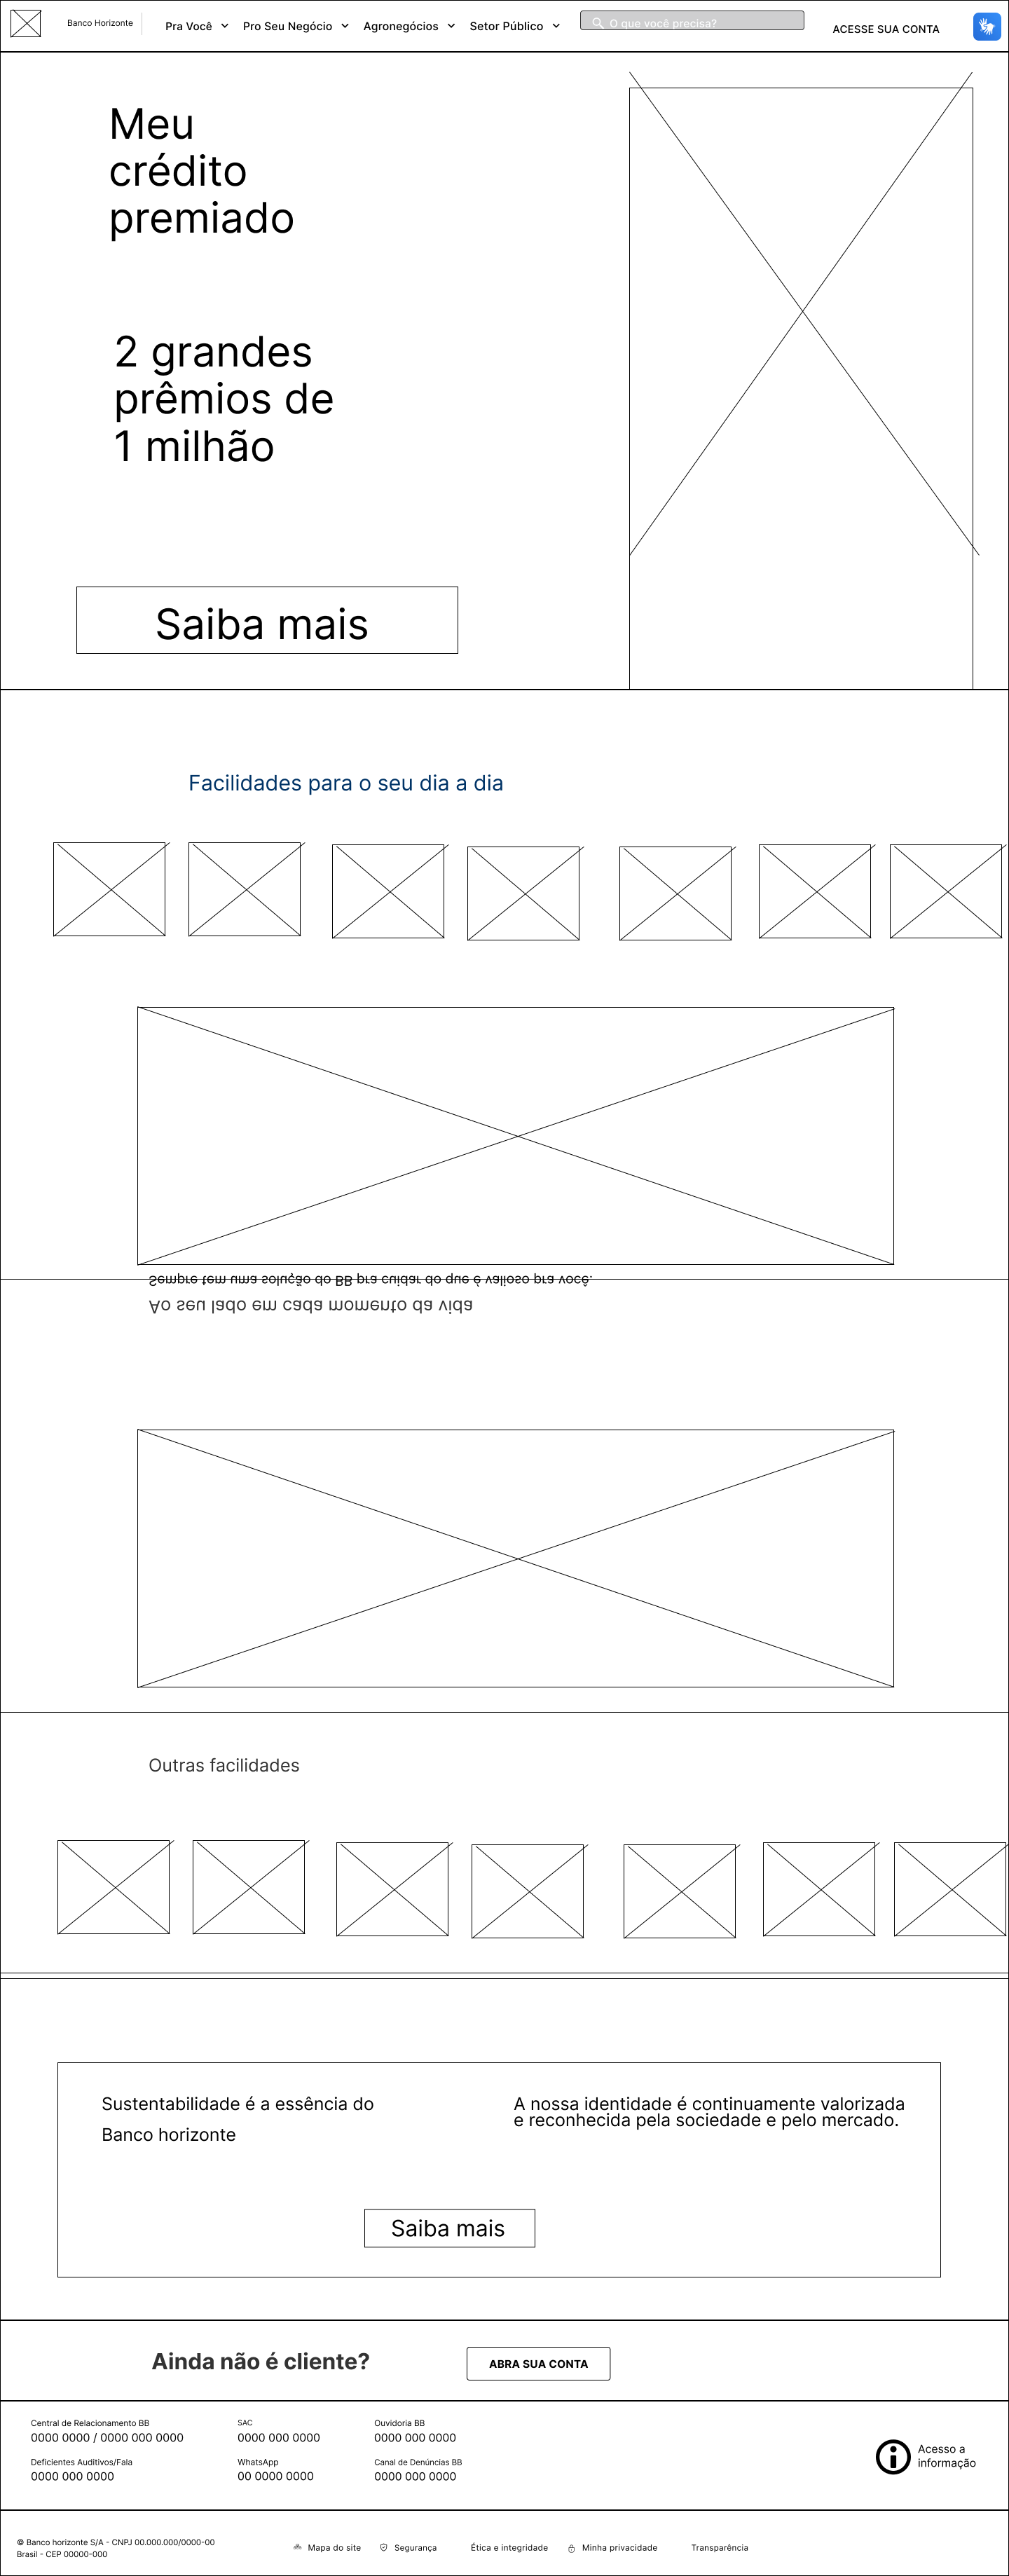 Banco Horizonte
Pra Você
Pro Seu Negócio
Agronegócios
Setor Público
O que você precisa?
ACESSE SUA CONTA
Meu
crédito
premiado
2 grandes
prêmios de
1 milhão
Saiba mais
Facilidades para o seu dia a dia
Sempre tem uma solução do BB pra cuidar do que é valioso pra você.
Ao seu lado em cada momento da vida
Outras facilidades
Sustentabilidade é a essência do
Banco horizonte
A nossa identidade é continuamente valorizada
e reconhecida pela sociedade e pelo mercado.
Saiba mais
Ainda não é cliente?
ABRA SUA CONTA
Central de Relacionamento BB
0000 0000 / 0000 000 0000
SAC
0000 000 0000
Ouvidoria BB
0000 000 0000
Deficientes Auditivos/Fala
0000 000 0000
WhatsApp
00 0000 0000
Canal de Denúncias BB
0000 000 0000
Acesso a
informação
© Banco horizonte S/A - CNPJ 00.000.000/0000-00
Brasil - CEP 00000-000
Mapa do site
Segurança
Ética e integridade
Minha privacidade
Transparência